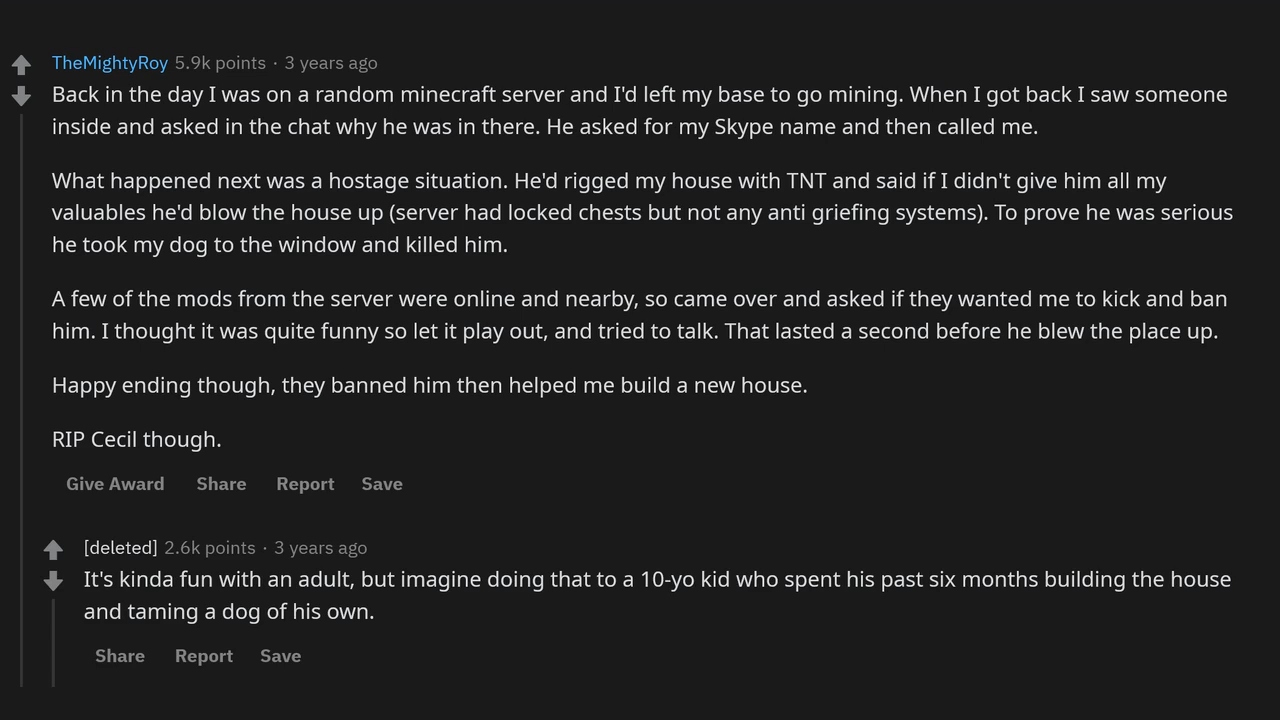 TheMightyRoy 5.9k points · 3 years ago
Back in the day I was on a random minecraft server and I'd left my base to go mining. When I got back I saw someone
inside and asked in the chat why he was in there. He asked for my Skype name and then called me.
What happened next was a hostage situation. He'd rigged my house with TNT and said if I didn't give him all my
valuables he'd blow the house up (server had locked chests but not any anti griefing systems). To prove he was serious
he took my dog to the window and killed him.
A few of the mods from the server were online and nearby, so came over and asked if they wanted me to kick and ban
him. I thought it was quite funny so let it play out, and tried to talk. That lasted a second before he blew the place up.
Happy ending though, they banned him then helped me build a new house.
RIP Cecil though.
Give Award Share Report Save
[deleted] 2.6k points · 3 years ago
It's kinda fun with an adult, but imagine doing that to a 10-yo kid who spent his past six months building the house
and taming a dog of his own.
Share Report Save